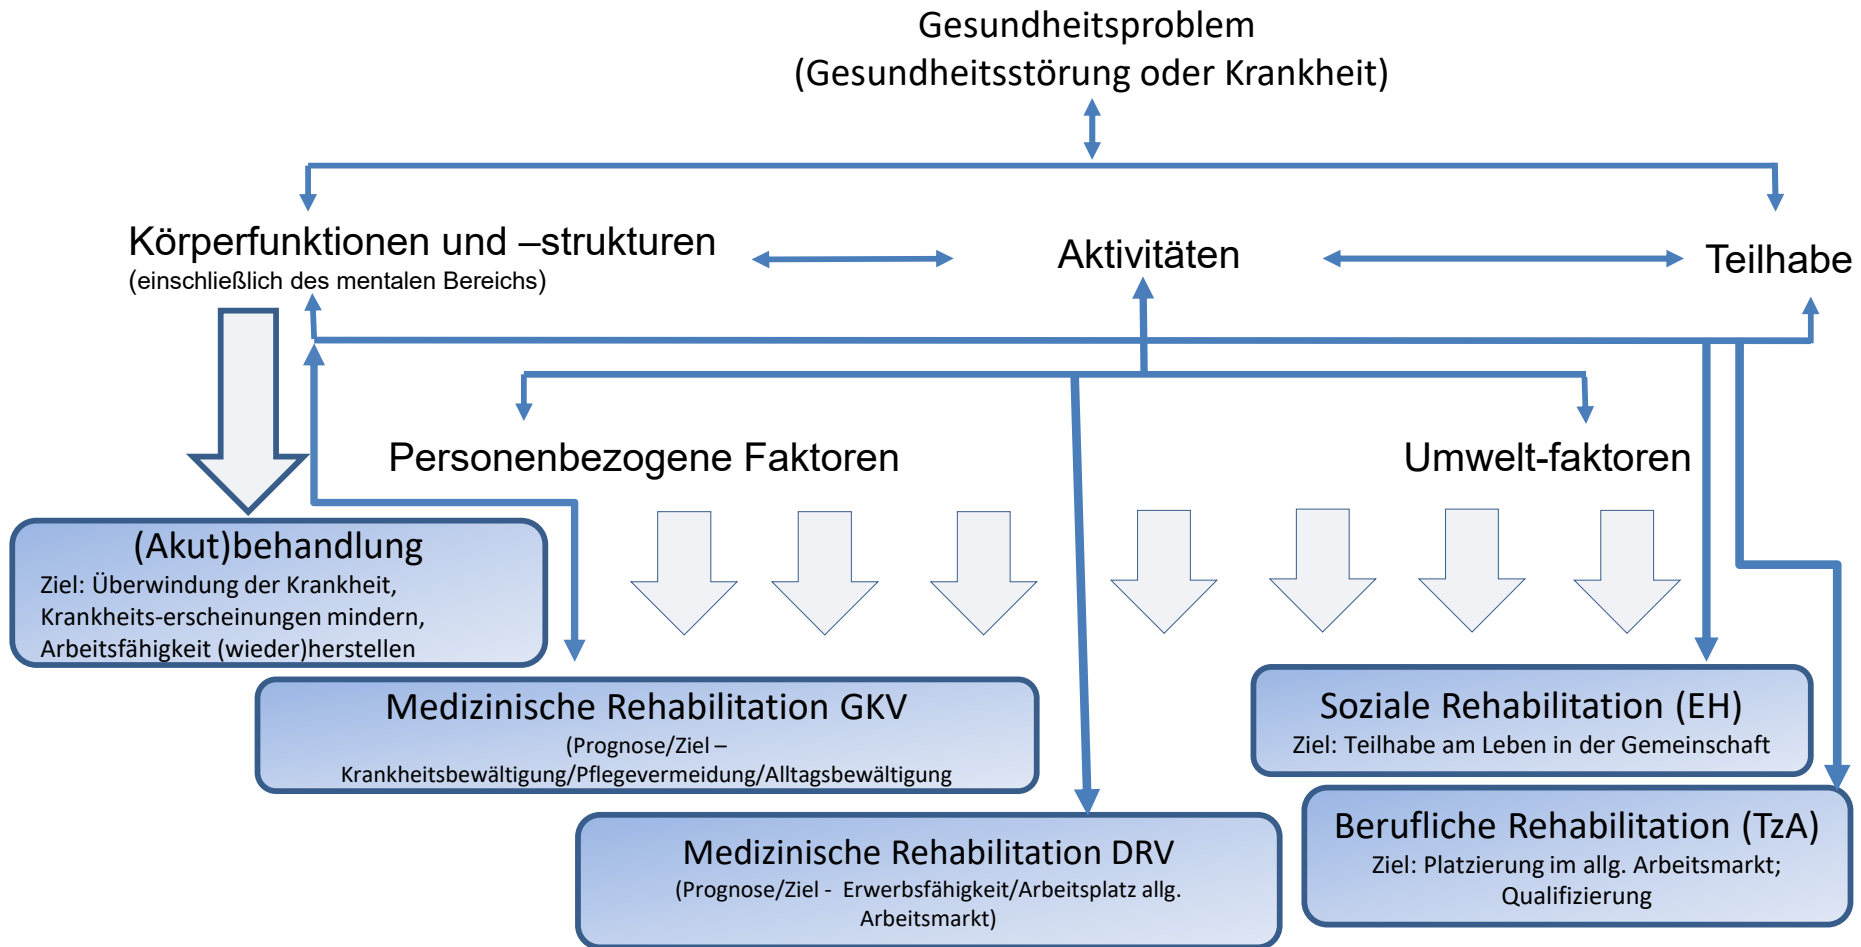 Gesundheitsproblem
(Gesundheitsstörung oder Krankheit)
Körperfunktionen und –strukturen
(einschließlich des mentalen Bereichs)
Aktivitäten
Teilhabe
Personenbezogene Faktoren
Umwelt-faktoren
(Akut)behandlung
Ziel: Überwindung der Krankheit,
Krankheits-erscheinungen mindern,
Arbeitsfähigkeit (wieder)herstellen
Medizinische Rehabilitation GKV
(Prognose/Ziel –
Krankheitsbewältigung/Pflegevermeidung/Alltagsbewältigung
Soziale Rehabilitation (EH)
Ziel: Teilhabe am Leben in der Gemeinschaft
Medizinische Rehabilitation DRV
(Prognose/Ziel - Erwerbsfähigkeit/Arbeitsplatz allg.
Arbeitsmarkt)
Berufliche Rehabilitation (TzA)
Ziel: Platzierung im allg. Arbeitsmarkt;
Qualifizierung